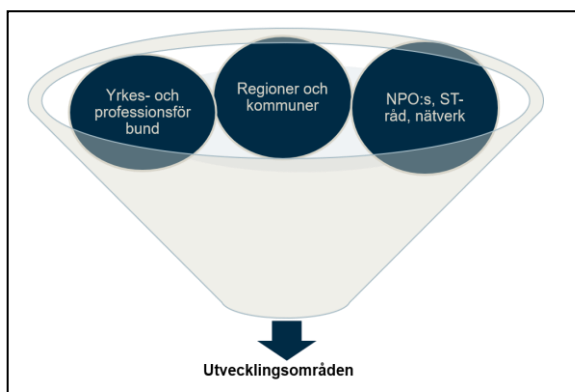 Yrkes- och
professionsför
bund
Regioner och
kommuner
NPO:s, ST-
råd, nätverk
Utvecklingsområden